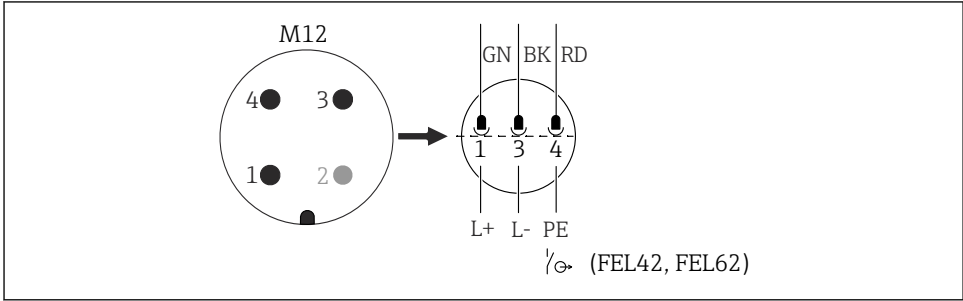 M12
GN BK RD
4 3
1 3 4
1 2
L+ L- PE
(FEL42, FEL62)